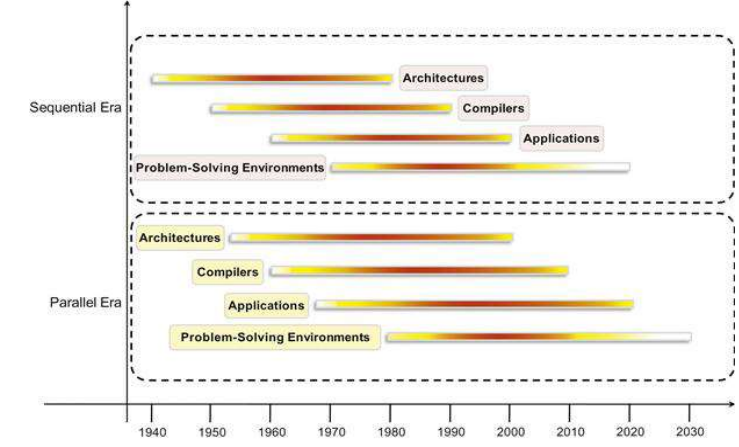 Architectures
Sequential Era
Compilers
Applications
Problem-Solving Environments
Architectures
Compilers
Parallel Era
Applications
Problem-Solving Environments
1940 1950 1960 1970 1980 1990 2000 2010 2020 2030